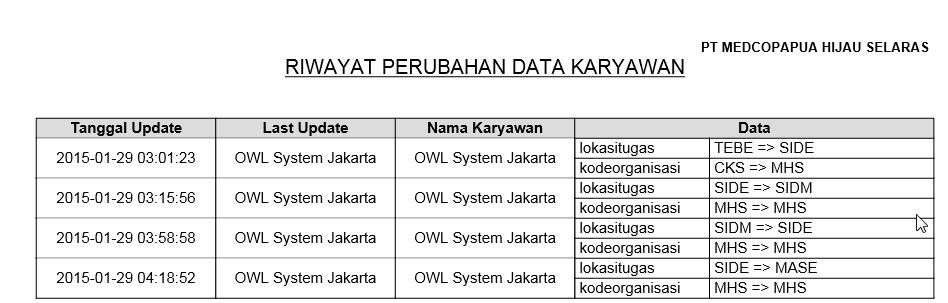 PT MEDCOPAPUA HIJAU SELARAS
RIWAYAT PERUBAHAN DATA KARYAWAN
Tanggal Update Last Update Nama Karyawan Data
2015-01-29 03:01:23 OWL System Jakarta OWL System Jakarta lokasitugas TEBE => SIDE
kodeorganisasi CKS => MHS
2015-01-29 03:15:56 OWL System Jakarta OWL System Jakarta lokasitugas SIDE => SIDM
kodeorganisasi MHS => MHS
2015-01-29 03:58:58 OWL System Jakarta OWL System Jakarta lokasitugas SIDM => SIDE
kodeorganisasi MHS => MHS
2015-01-29 04:18:52 OWL System Jakarta OWL System Jakarta lokasitugas SIDE => MASE
kodeorganisasi MHS => MHS